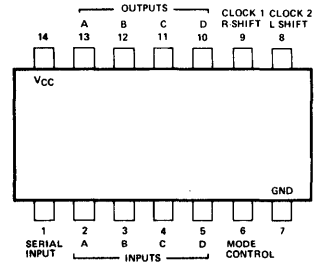 OUTPUTS
CLOCK 1 CLOCK 2
A B C D R SHIFT L SHIFT
14 13 12 11 10 9 8
VCC
GND
1 2 3 4 5 6 7
SERIAL A B C D MODE
INPUT INPUTS CONTROL